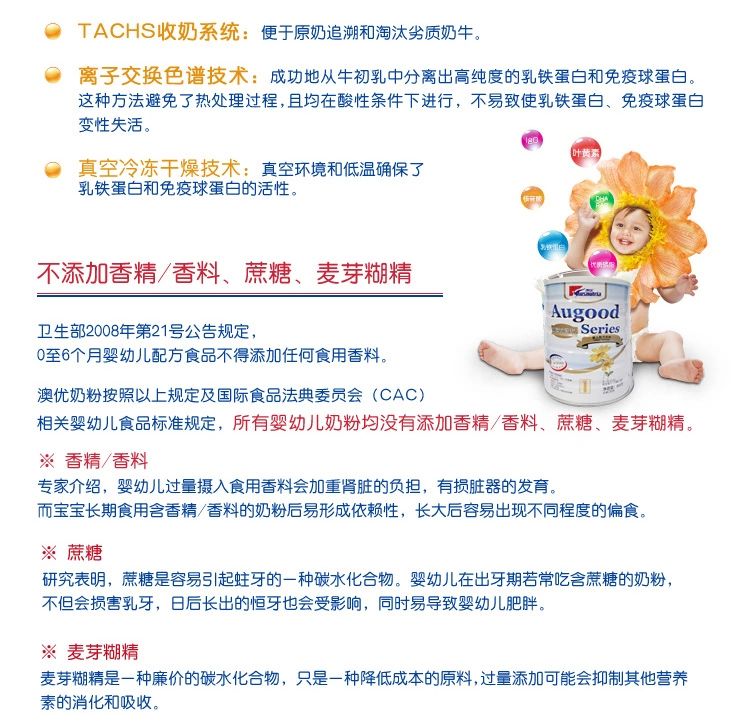 TACHS收奶系统：便于原奶追溯和淘汰劣质奶牛。
离子交换色谱技术：成功地从牛初乳中分离出高纯度的乳铁蛋白和免疫球蛋白。
这种方法避免了热处理过程,且均在酸性条件下进行，不易致使乳铁蛋白、免疫球蛋白
变性失活。
真空冷冻干燥技术：真空环境和低温确保了
乳铁蛋白和免疫球蛋白的活性。
IgG
叶黄素
核苷酸
DHA
乳铁蛋白
Augood
Series
1
不添加香精/香料、蔗糖、麦芽糊精
卫生部2008年第21号公告规定，
0至6个月婴幼儿配方食品不得添加任何食用香料。
澳优奶粉按照以上规定及国际食品法典委员会（CAC）
相关婴幼儿食品标准规定，所有婴幼儿奶粉均没有添加香精/香料、蔗糖、麦芽糊精。
※ 香精/香料
专家介绍，婴幼儿过量摄入食用香料会加重肾脏的负担，有损脏器的发育。
而宝宝长期食用含香精/香料的奶粉后易形成依赖性，长大后容易出现不同程度的偏食。
※ 蔗糖
研究表明，蔗糖是容易引起蛀牙的一种碳水化合物。婴幼儿在出牙期若常吃含蔗糖的奶粉，
不但会损害乳牙，日后长出的恒牙也会受影响，同时易导致婴幼儿肥胖。
※ 麦芽糊精
麦芽糊精是一种廉价的碳水化合物，只是一种降低成本的原料,过量添加可能会抑制其他营养
素的消化和吸收。